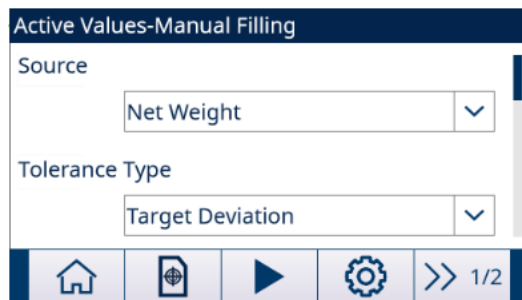 Active Values-Manual Filling
Source
Net Weight
Tolerance Type
Target Deviation
1/2